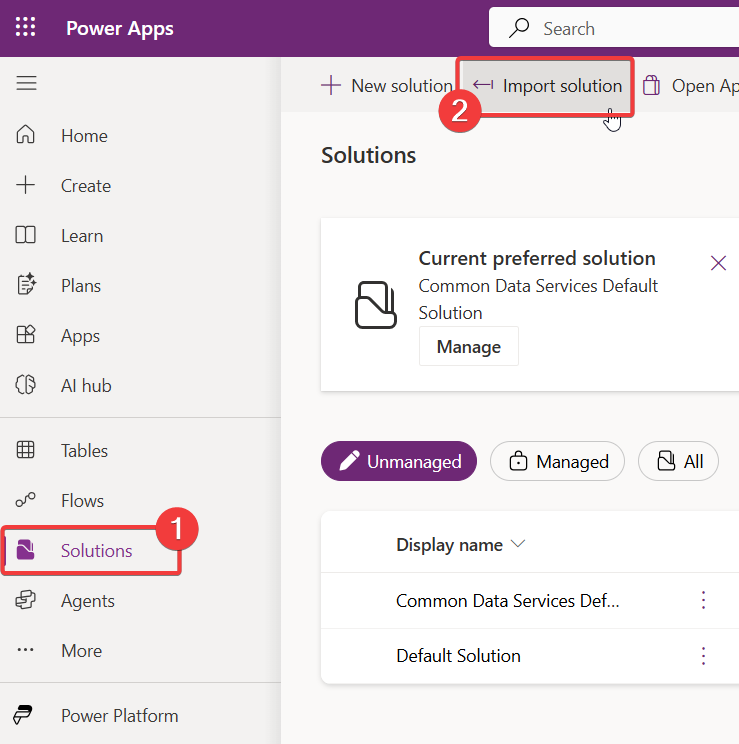 Power Apps
Search
Home
Create
Learn
Plans
Apps
AI hub
Tables
Flows
1
Solutions
Agents
More
Power Platform
New solution
2
Import solution
Open Ap
Solutions
Current preferred solution
Common Data Services Default
Solution
Manage
Unmanaged
Managed
All
Display name
Common Data Services Def...
Default Solution